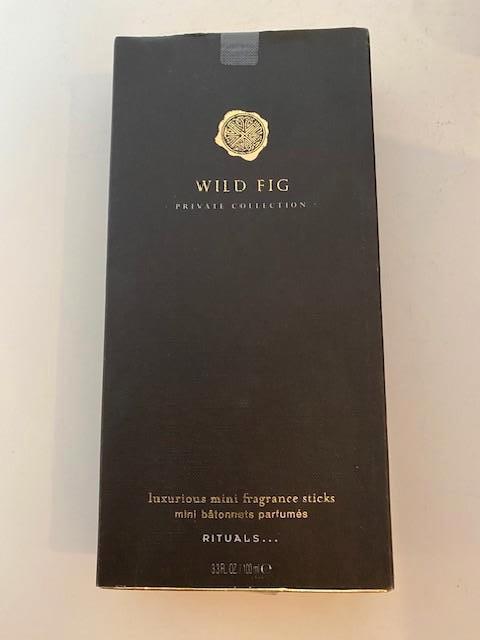 WILD FIG
· PRIVATE COLLECTION ·
luxurious mini fragrance sticks
mini bâtonnets parfumés
RITUALS...
3.3 FL. OZ / 100 ml ℮